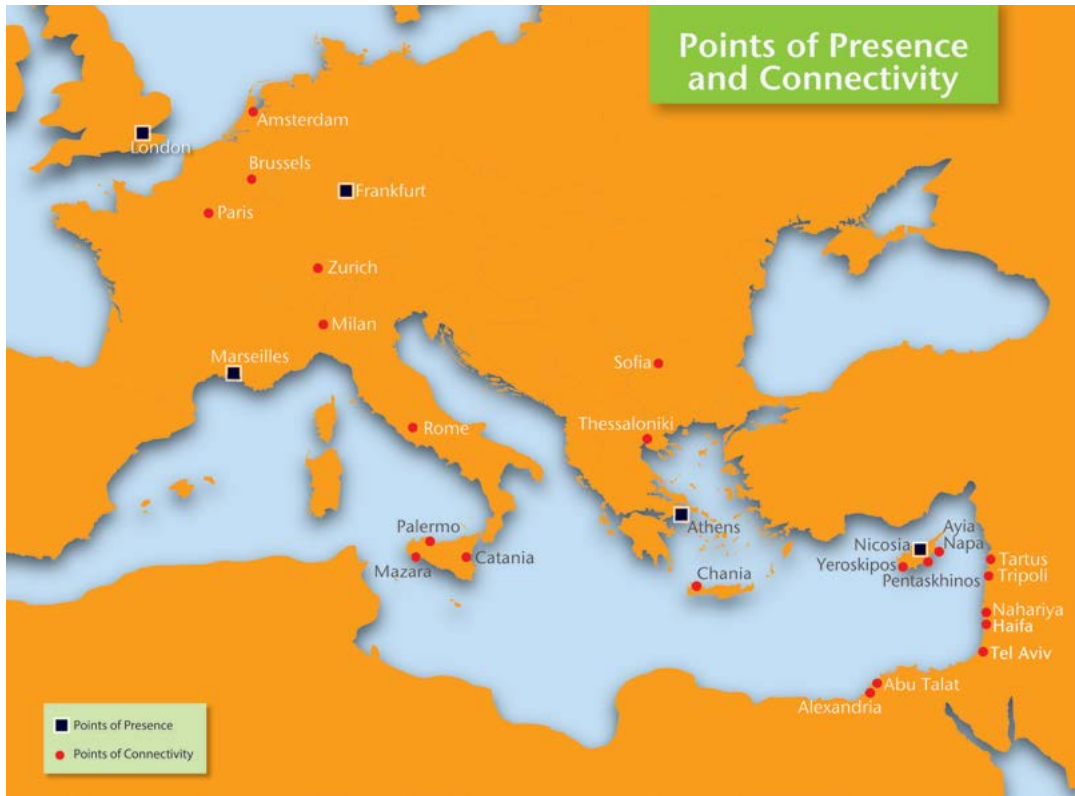 Points of Presence
and Connectivity
Amsterdam
London
Brussels
Frankfurt
Paris
Zurich
Milan
Marseilles
Sofia
Rome
Thessaloniki
Athens
Palermo
Catania
Mazara
Chania
Ayia
Napa
Nicosia
Yeroskipos
Pentaskhinos
Tartus
Tripoli
Nahariya
Haifa
Tel Aviv
Abu Talat
Alexandria
Points of Presence
Points of Connectivity